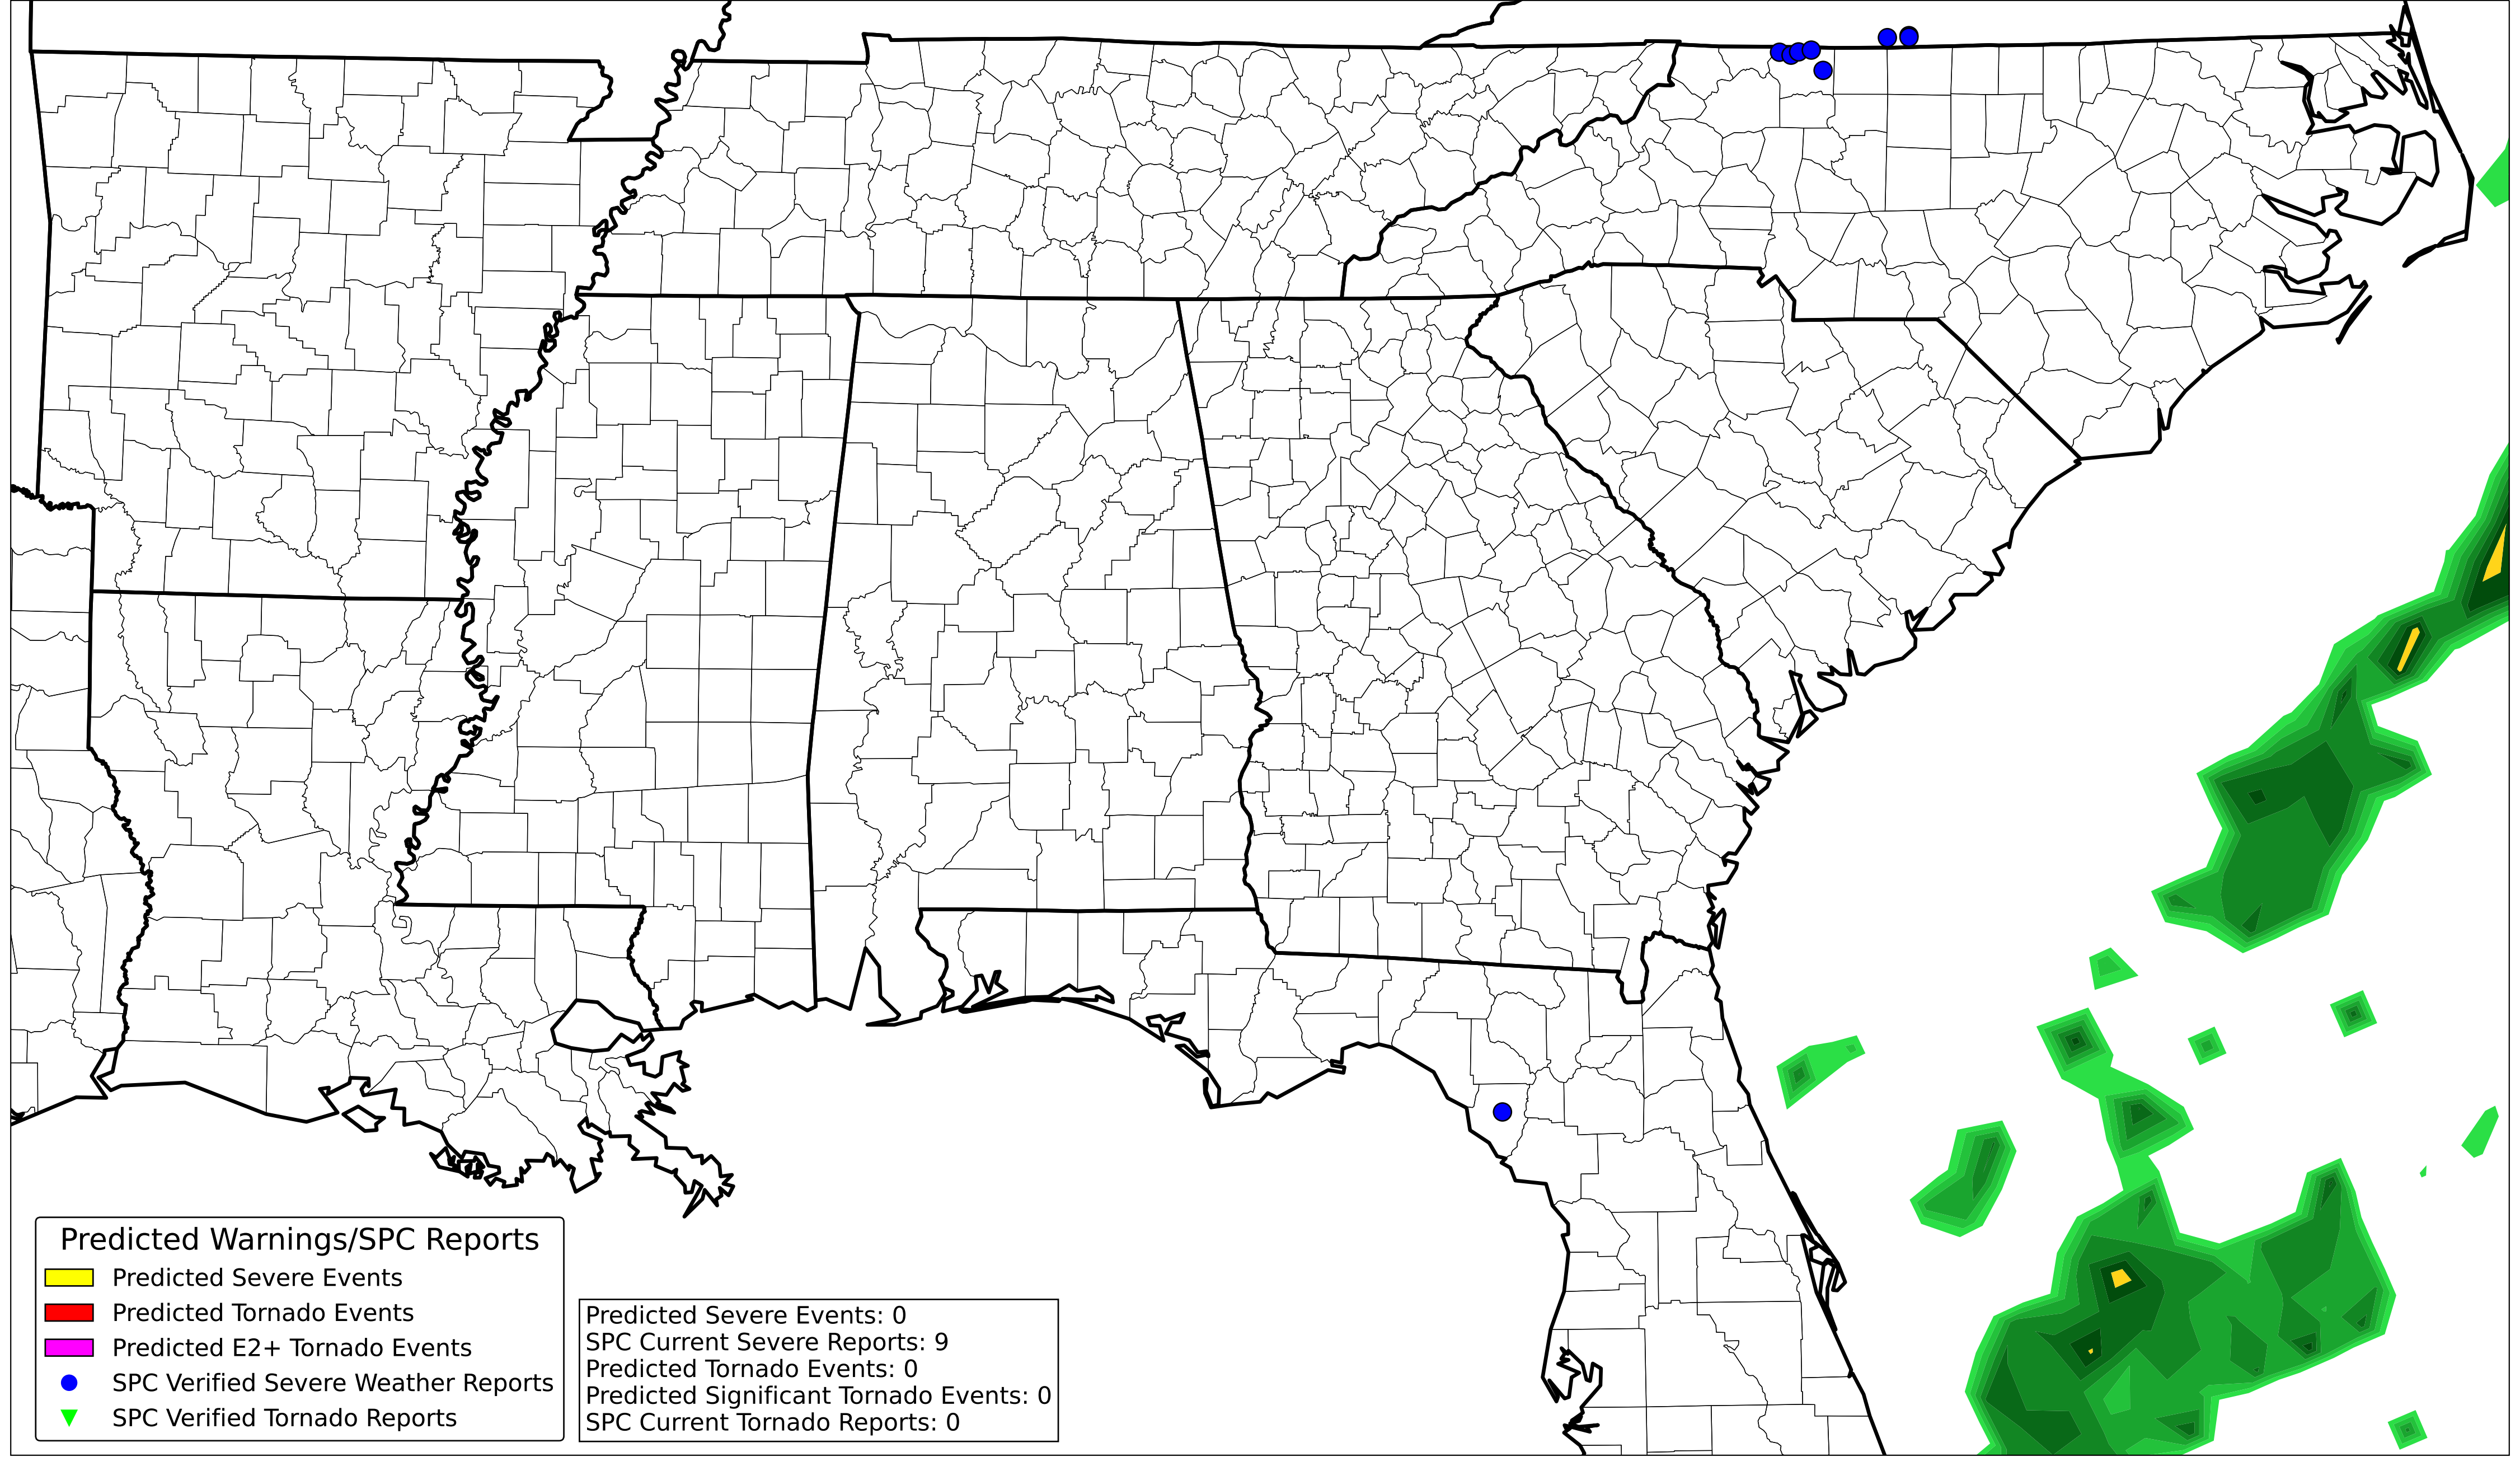 Predicted Warnings/SPC Reports
Predicted Severe Events
Predicted Tornado Events
Predicted E2+ Tornado Events
SPC Verified Severe Weather Reports
SPC Verified Tornado Reports
Predicted Severe Events: 0
SPC Current Severe Reports: 9
Predicted Tornado Events: 0
Predicted Significant Tornado Events: 0
SPC Current Tornado Reports: 0